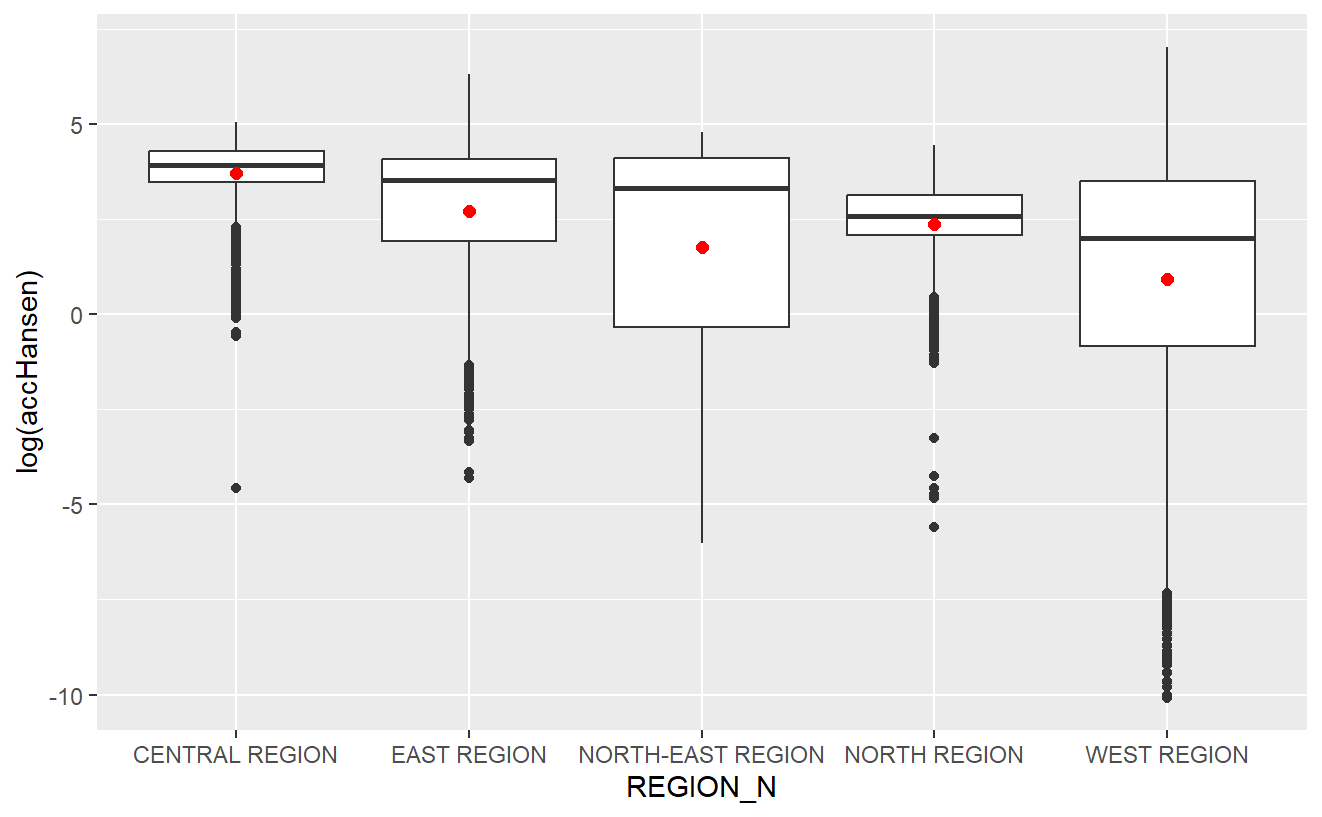 log(accHansen)
5
0
-5
-10
CENTRAL REGION
EAST REGION
NORTH-EAST REGION
NORTH REGION
WEST REGION
REGION_N